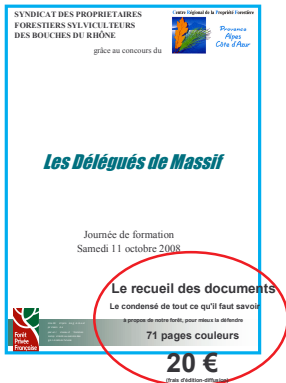 SYNDICAT DES PROPRIETAIRES
FORESTIERS SYLVICULTEURS
DES BOUCHES DU RHÔNE
grâce au concours du
Centre Régional de la Propriété Forestière
Provence
Alpes
Côte d'Azur
Les Délégués de Massif
Journée de formation
Samedi 11 octobre 2008
Le recueil des documents
Le condensé de tout ce qu'il faut savoir
à propos de notre forêt, pour mieux la défendre
71 pages couleurs
20 €
(frais d'édition-diffusion)
Forêt
Privée
Française